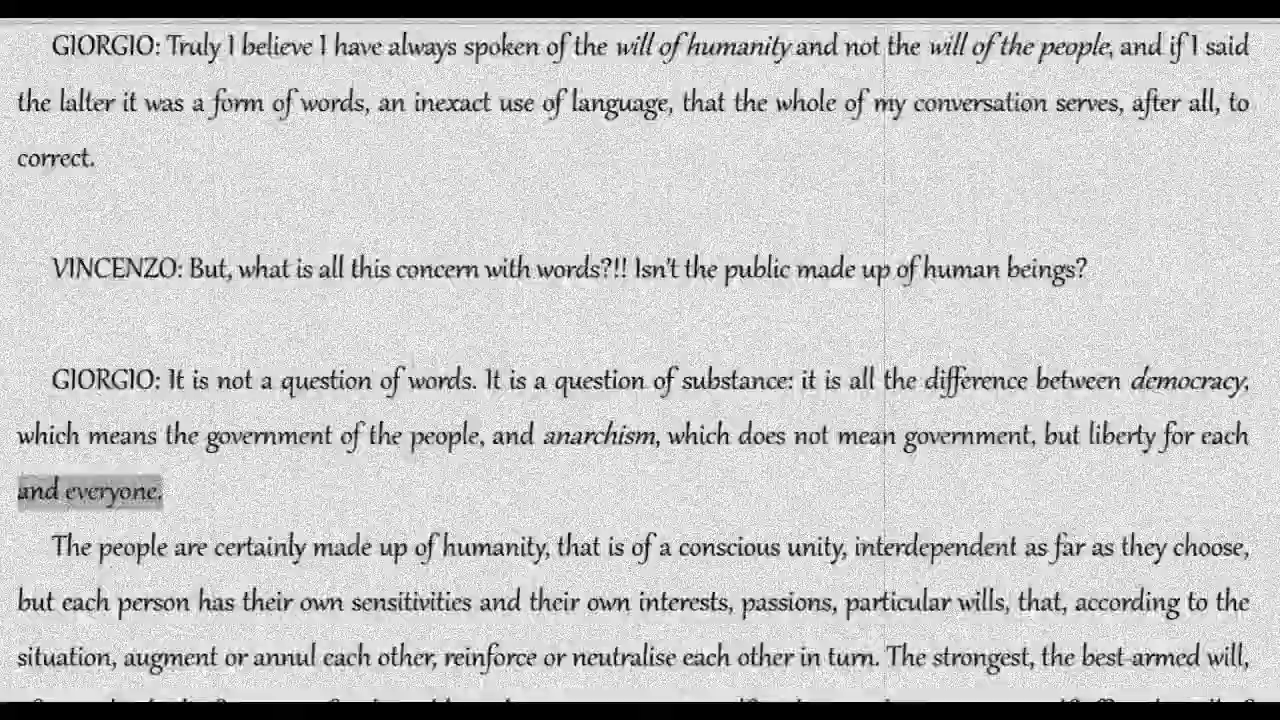 GIORGIO: Truly I believe I have always spoken of the will of humanity and not the will of the people, and if I said
the lalter it was a form of words, an inexact use of language, that the whole of my conversation serves, after all, to
correct.
VINCENZO: But, what is all this concern with words?!! Isn't the public made up of human beings?
GIORGIO: It is not a question of words. It is a question of substance: it is all the difference between democracy,
which means the government of the people, and anarchism, which does not mean government, but liberty for each
and everyone.
The people are certainly made up of humanity, that is of a conscious unity, interdependent as far as they choose,
but each person has their own sensitivities and their own interests, passions, particular wills, that, according to the
situation, augment or annul each other, reinforce or neutralise each other in turn. The strongest, the best-armed will,